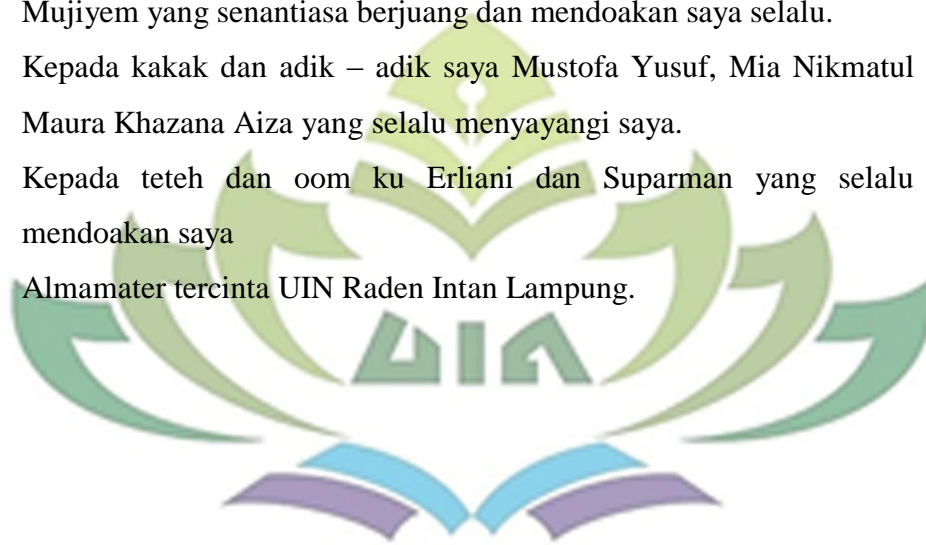 Mujiyem yang senantiasa berjuang dan mendoakan saya selalu.
Kepada kakak dan adik – adik saya Mustofa Yusuf, Mia Nikmatul
Maura Khazana Aiza yang selalu menyayangi saya.
Kepada teteh dan oom ku Erliani dan Suparman yang selalu
mendoakan saya
Almamater tercinta UIN Raden Intan Lampung.
UIN